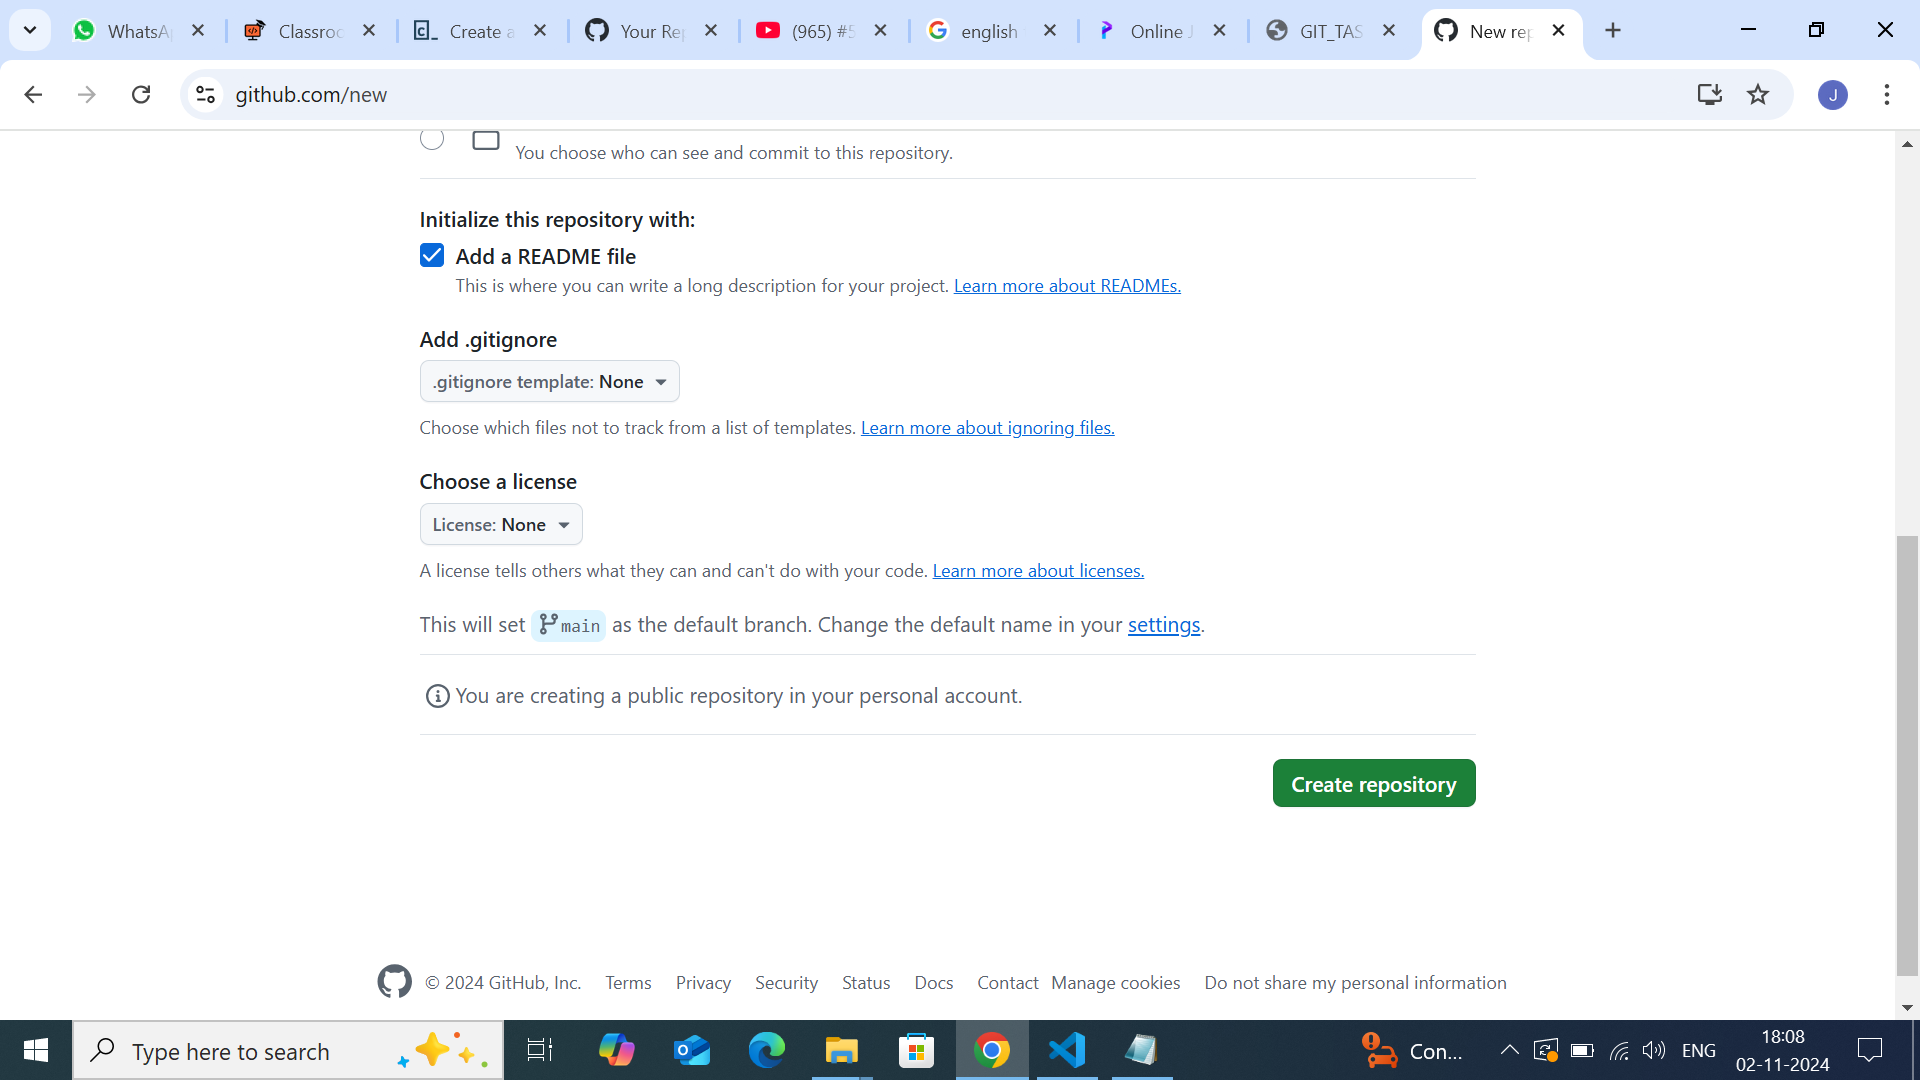 WhatsA
Classroo
Create a
Your Rep
(965) #5
english
Online J
GIT_TAS
New rep
github.com/new
J
You choose who can see and commit to this repository.
Initialize this repository with:
Add a README file
This is where you can write a long description for your project. Learn more about READMEs.
Add .gitignore
.gitignore template: None
Choose which files not to track from a list of templates. Learn more about ignoring files.
Choose a license
License: None
A license tells others what they can and can't do with your code. Learn more about licenses.
This will set main as the default branch. Change the default name in your settings.
You are creating a public repository in your personal account.
Create repository
© 2024 GitHub, Inc. Terms Privacy Security Status Docs Contact Manage cookies Do not share my personal information
Type here to search
Con...
ENG
18:08
02-11-2024